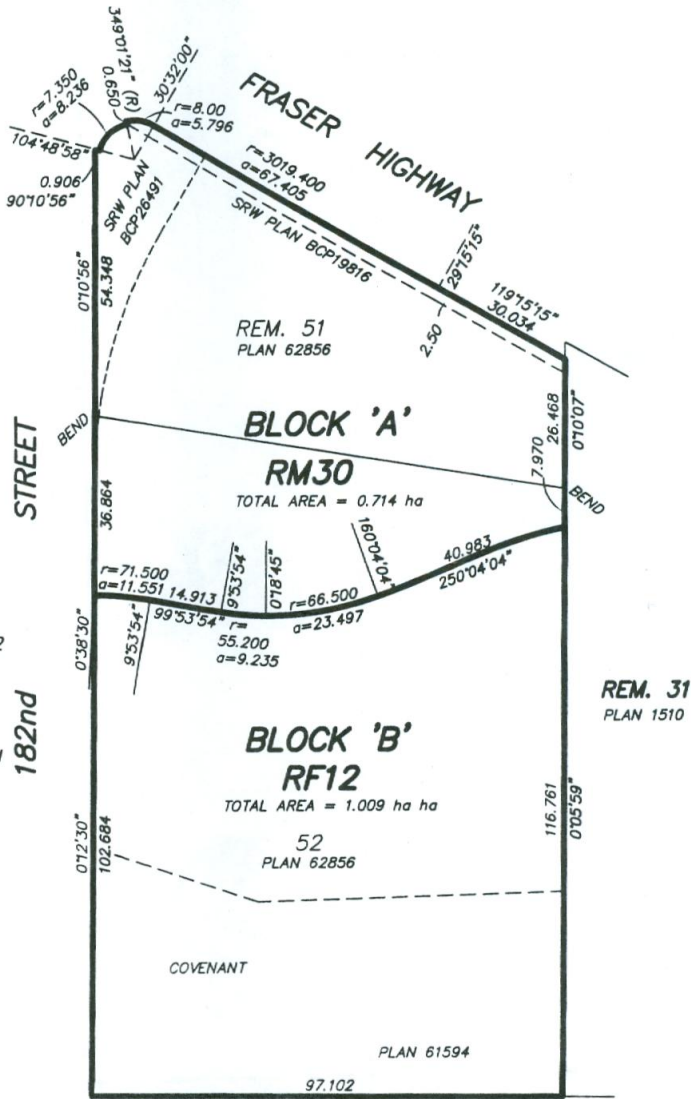 349°01'21" (R)
0.650
30°32'00"
r=7.350
a=8.236
r=8.00
a=5.796
FRASER HIGHWAY
104°48'58"
r=3019.400
a=67.405
0.906
90°10'56"
SRW PLAN
BCP26491
SRW PLAN BCP19816
29°15'15"
119°15'15"
30.034
0°10'56"
54.348
2.50
REM. 51
PLAN 62856
26.468
0°10'07"
BEND
BLOCK 'A'
7.970
RM30
BEND
TOTAL AREA = 0.714 ha
STREET
36.864
160°04'04"
40.983
250°04'04"
r=71.500
a=11.551
14.913
99°53'54"
9°53'54"
0°18'45"
r=66.500
a=23.497
r=
55.200
a=9.235
9°53'54"
0°38'30"
182nd
REM. 31
PLAN 1510
BLOCK 'B'
RF12
TOTAL AREA = 1.009 ha ha
116.761
0°05'59"
52
PLAN 62856
0°12'30"
102.684
COVENANT
PLAN 61594
97.102